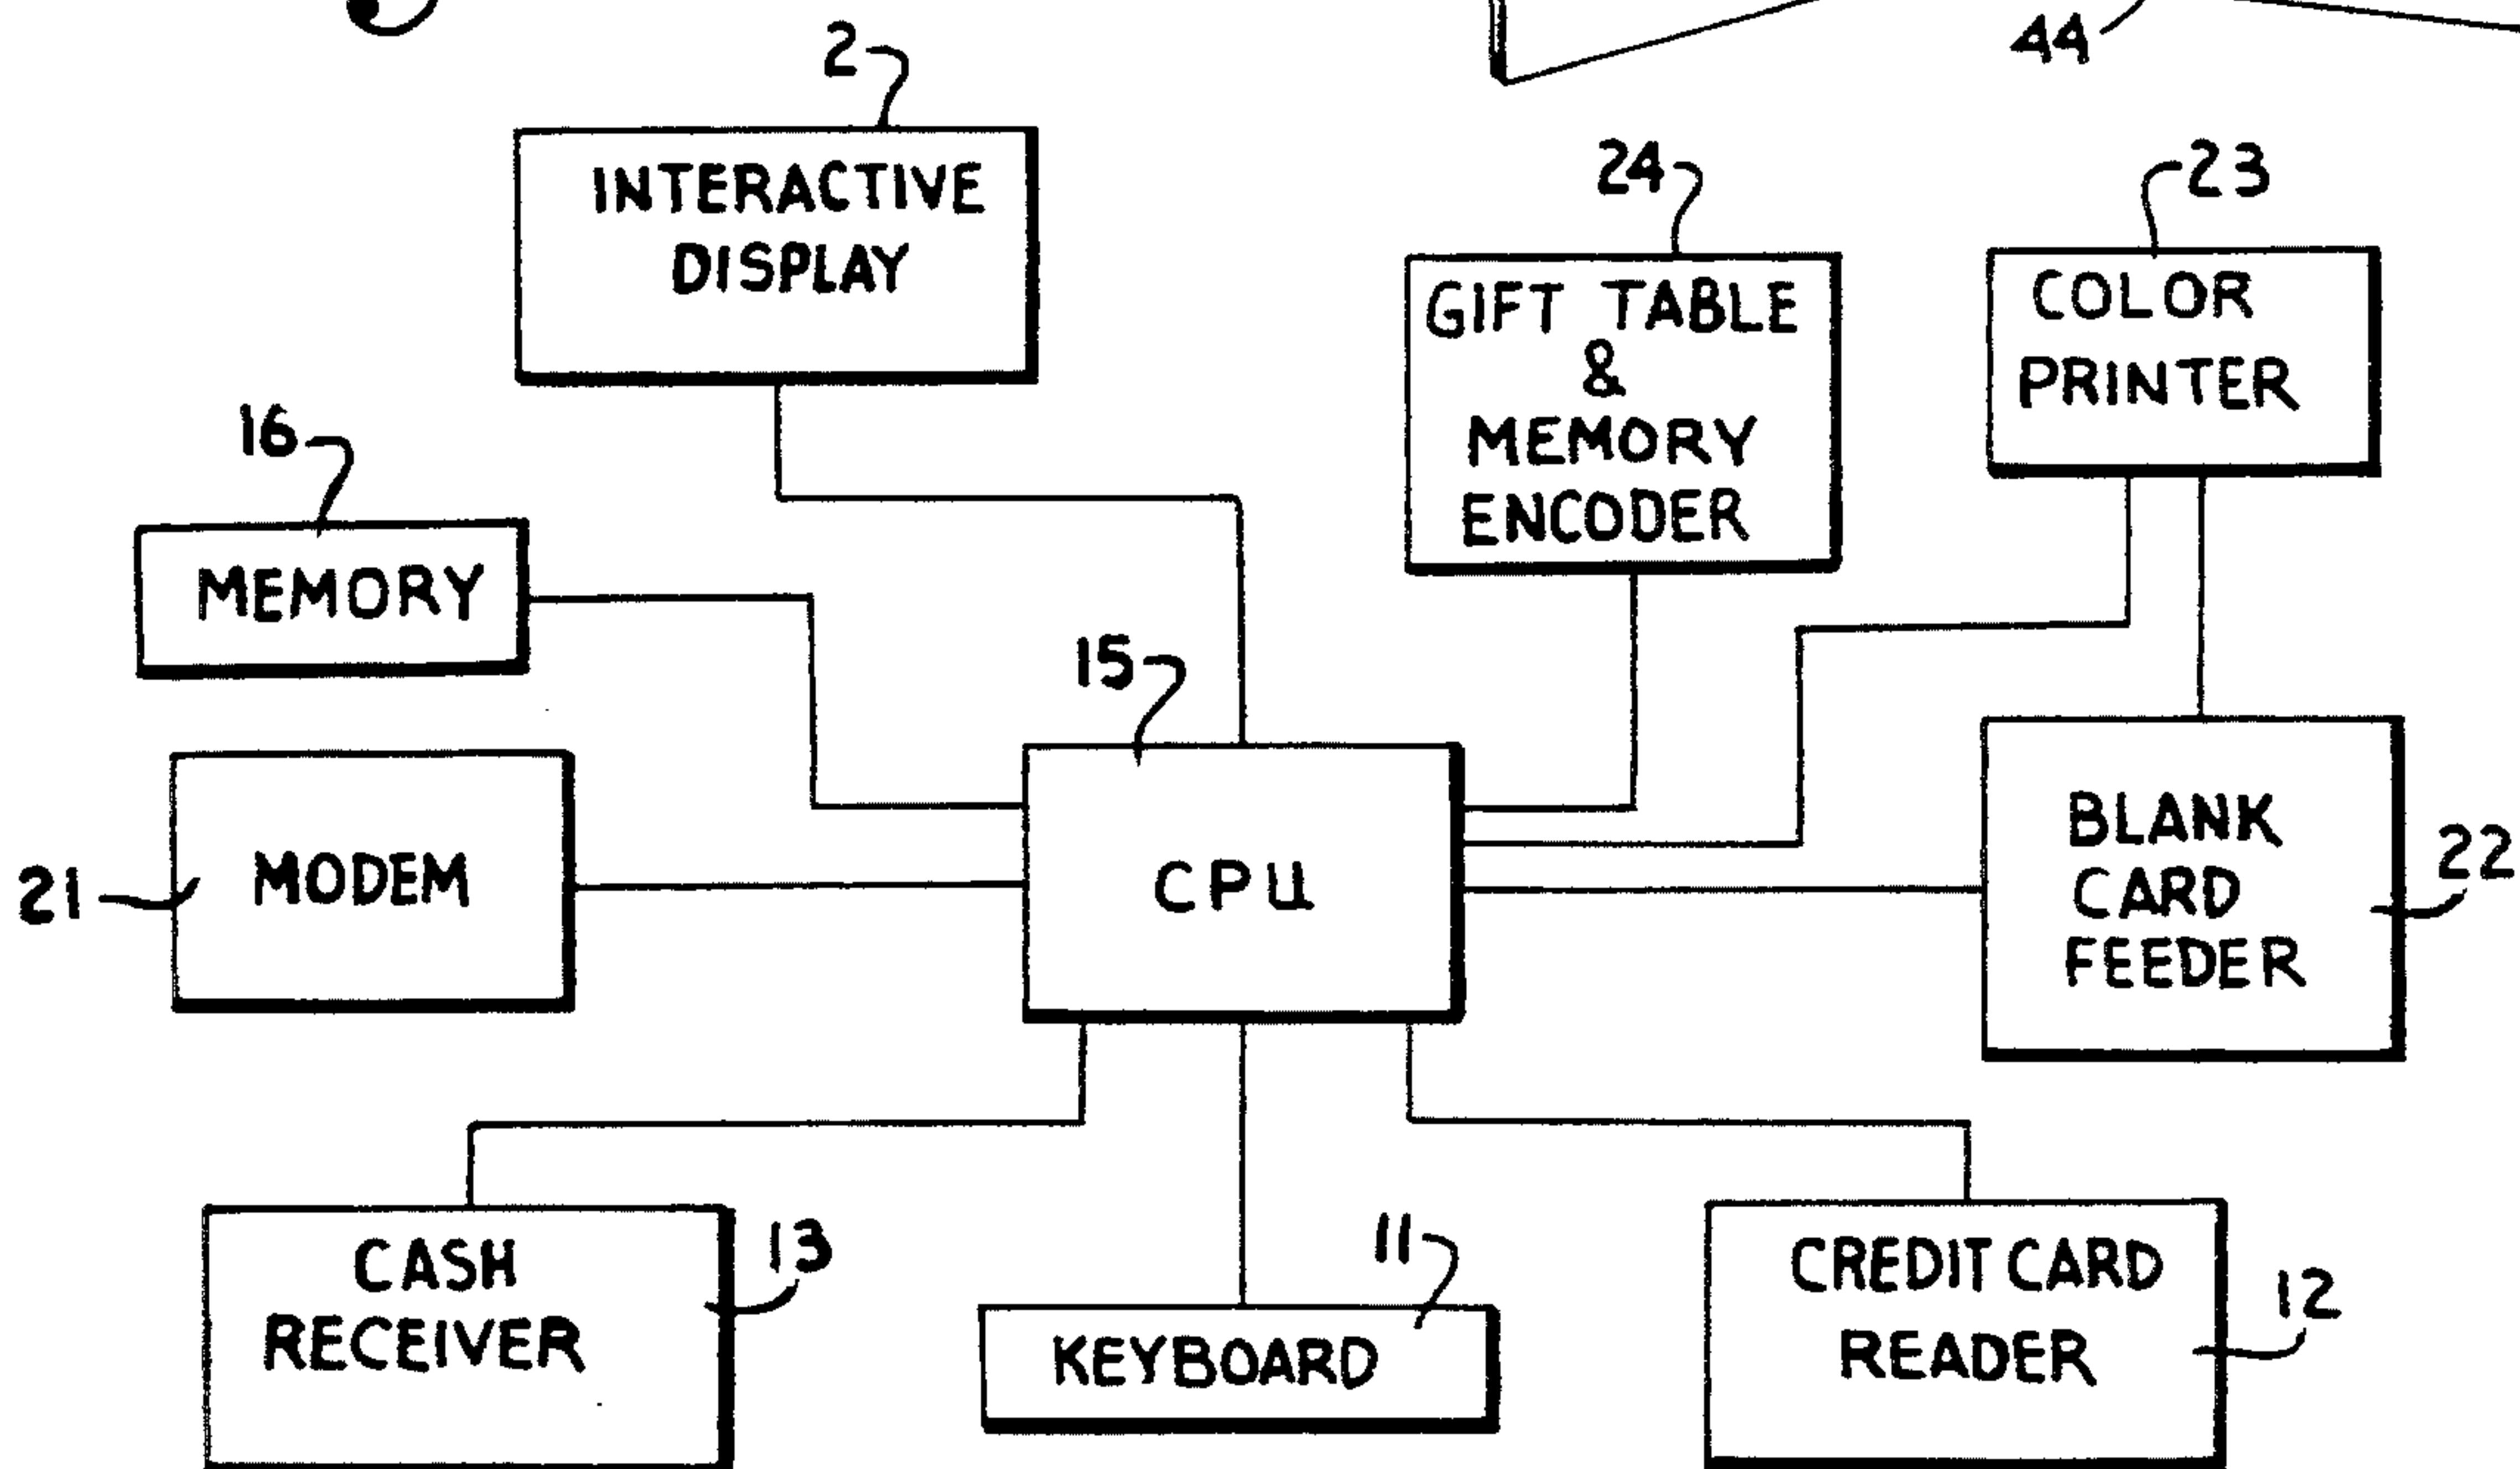 44
2
INTERACTIVE
DISPLAY
24
GIFT TABLE
&
MEMORY
ENCODER
23
COLOR
PRINTER
16
MEMORY
15
CPU
21
MODEM
BLANK
CARD
FEEDER
22
CASH
RECEIVER
13
11
KEYBOARD
CREDIT CARD
READER
12